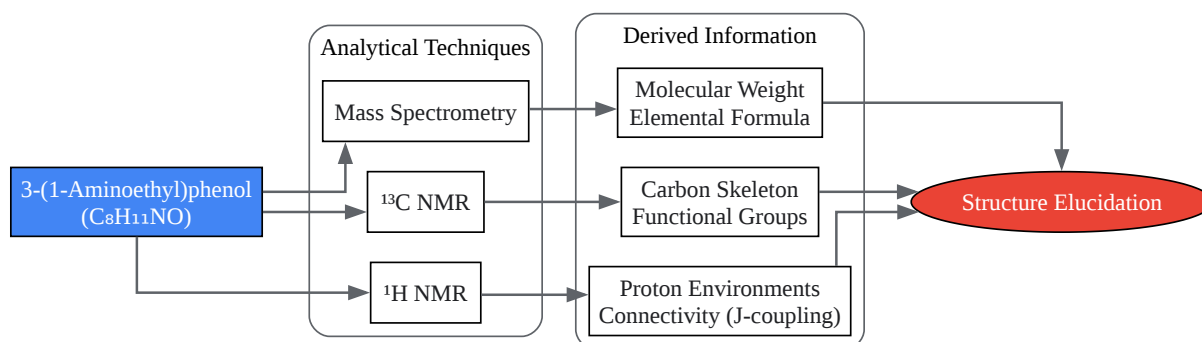 Analytical Techniques
Derived Information
Mass Spectrometry
Molecular Weight
Elemental Formula
3-(1-Aminoethyl)phenol
(C₈H₁₁NO)
¹³C NMR
Carbon Skeleton
Functional Groups
Structure Elucidation
¹H NMR
Proton Environments
Connectivity (J-coupling)